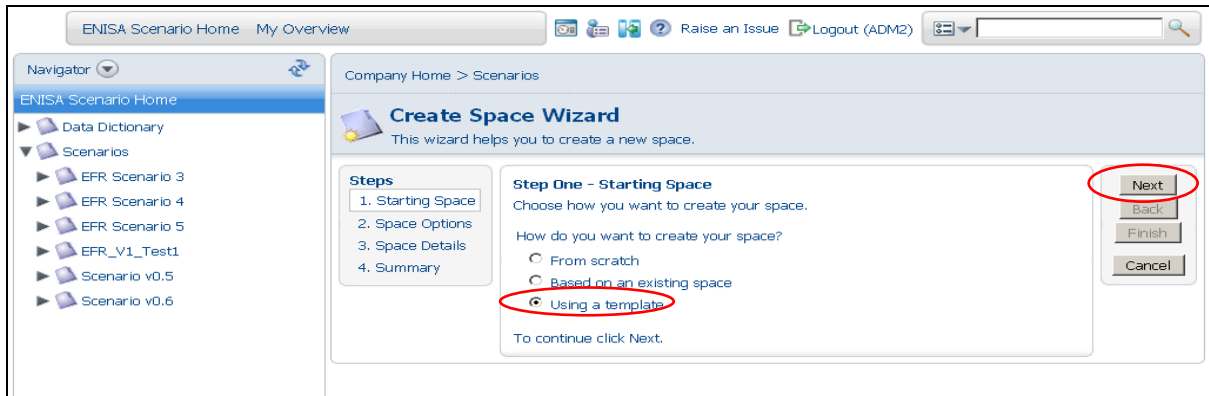 ENISA Scenario Home My Overview Raise an Issue Logout (ADM2)
Navigator
ENISA Scenario Home
Data Dictionary
Scenarios
EFR Scenario 3
EFR Scenario 4
EFR Scenario 5
EFR_V1_Test1
Scenario v0.5
Scenario v0.6
Company Home > Scenarios
Create Space Wizard
This wizard helps you to create a new space.
Steps
1. Starting Space
2. Space Options
3. Space Details
4. Summary
Step One - Starting Space
Choose how you want to create your space.
How do you want to create your space?
From scratch
Based on an existing space
Using a template
To continue click Next.
Next
Back
Finish
Cancel